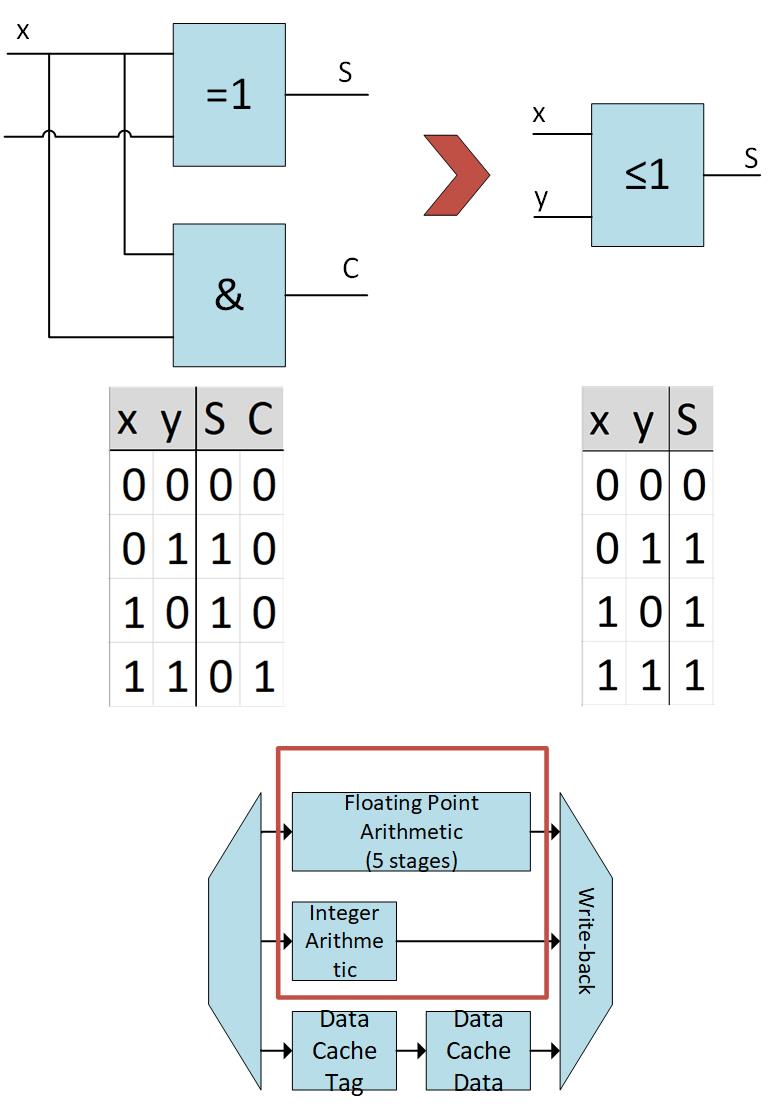 x
=1
S
&
C
x
y
≤1
S
x y S C
0 0 0 0
0 1 1 0
1 0 1 0
1 1 0 1
x y S
0 0 0
0 1 1
1 0 1
1 1 1
Floating Point
Arithmetic
(5 stages)
Integer
Arithme
tic
Write-back
Data
Cache
Tag
Data
Cache
Data